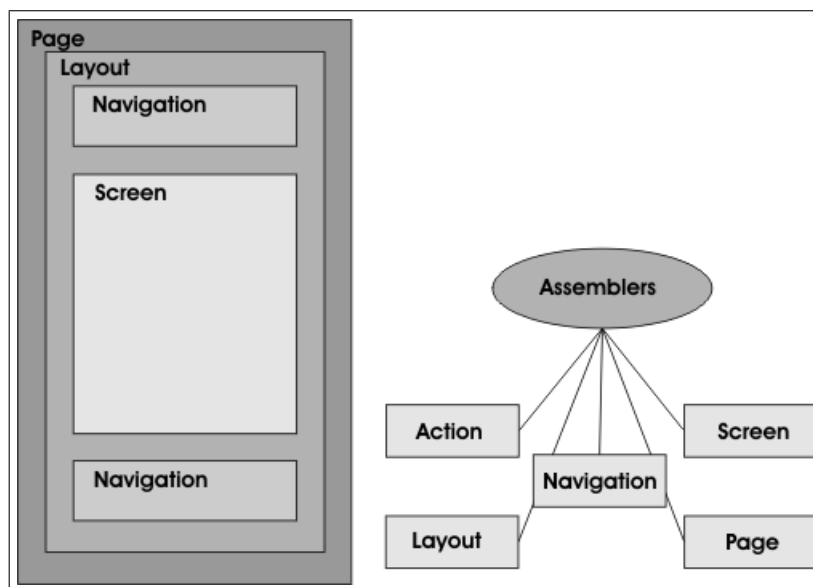 Page
Layout
Navigation
Screen
Navigation
Assemblers
Action
Screen
Navigation
Layout
Page